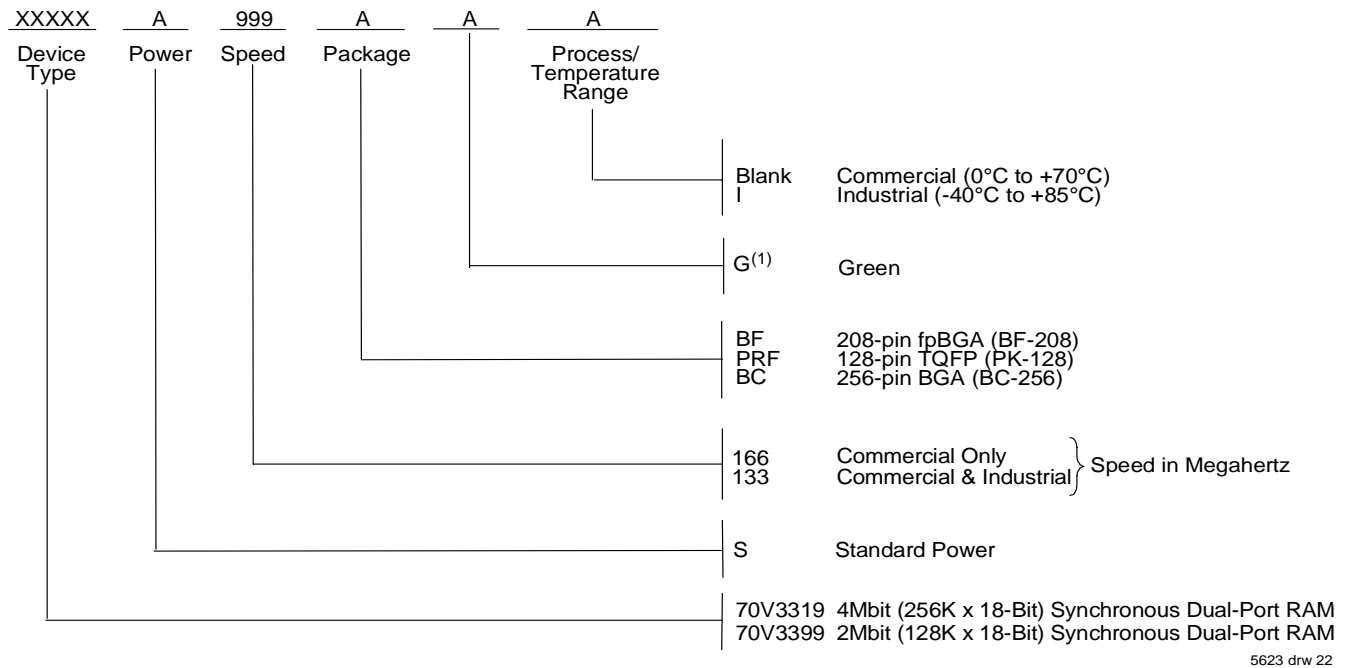 XXXXX A 999 A A A
Device Type Power Speed Package Process/ Temperature Range
Blank Commercial (0°C to +70°C)
I Industrial (-40°C to +85°C)
G(1) Green
BF 208-pin fpBGA (BF-208)
PRF 128-pin TQFP (PK-128)
BC 256-pin BGA (BC-256)
166 Commercial Only
133 Commercial & Industrial
Speed in Megahertz
S Standard Power
70V3319 4Mbit (256K x 18-Bit) Synchronous Dual-Port RAM
70V3399 2Mbit (128K x 18-Bit) Synchronous Dual-Port RAM
5623 drw 22